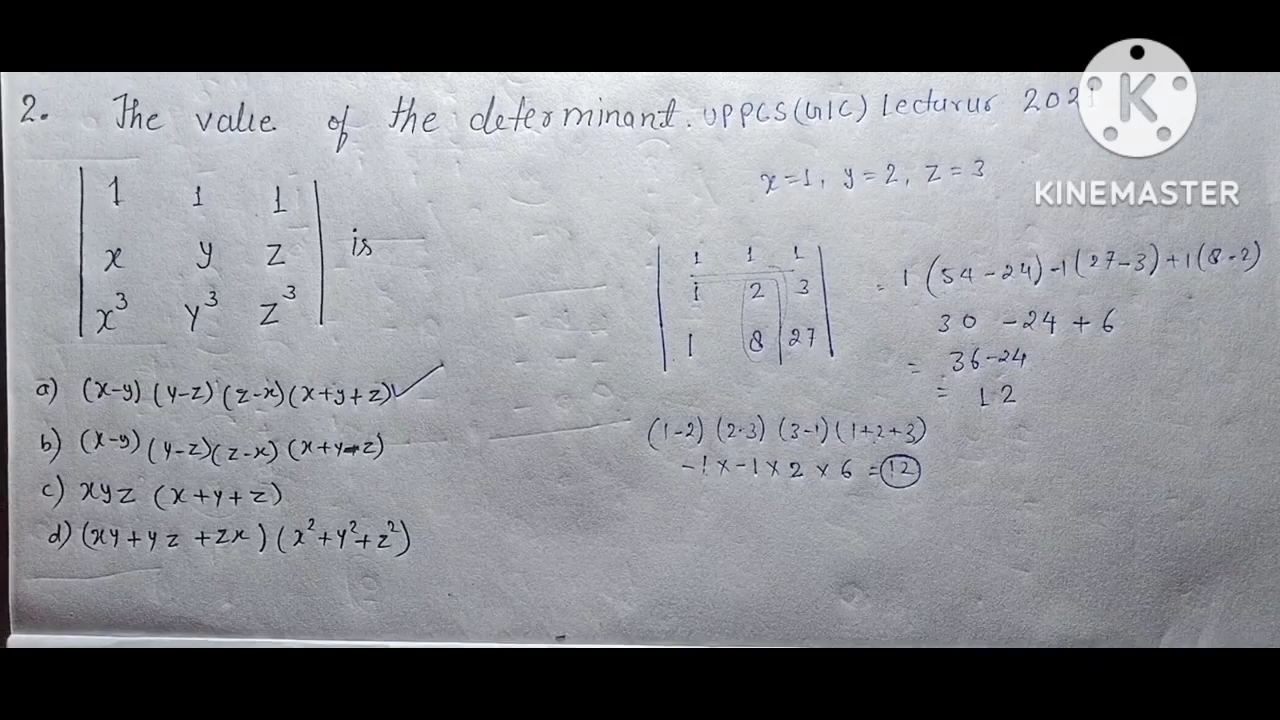 2. The value of the determinant. UPPCS(GIC) Lecturur 202
| 1 1 1 |
| x y z | is
| x³ y³ z³ |
a) (x-y) (y-z) (z-x)(x+y+z) ✓
b) (x-y) (y-z)(z-x) (x+y-z)
c) xyz (x+y+z)
d) (xy+yz+zx) (x²+y²+z²)
x=1, y=2, z=3
| 1 1 1 |
| 1 2 3 |
| 1 8 27 |
= 1(54-24)-1(27-3)+1(8-2)
30 -24 + 6
= 36-24
= 12
(1-2) (2-3) (3-1)(1+2+3)
-1 × -1 × 2 × 6 = 12
K
KINEMASTER